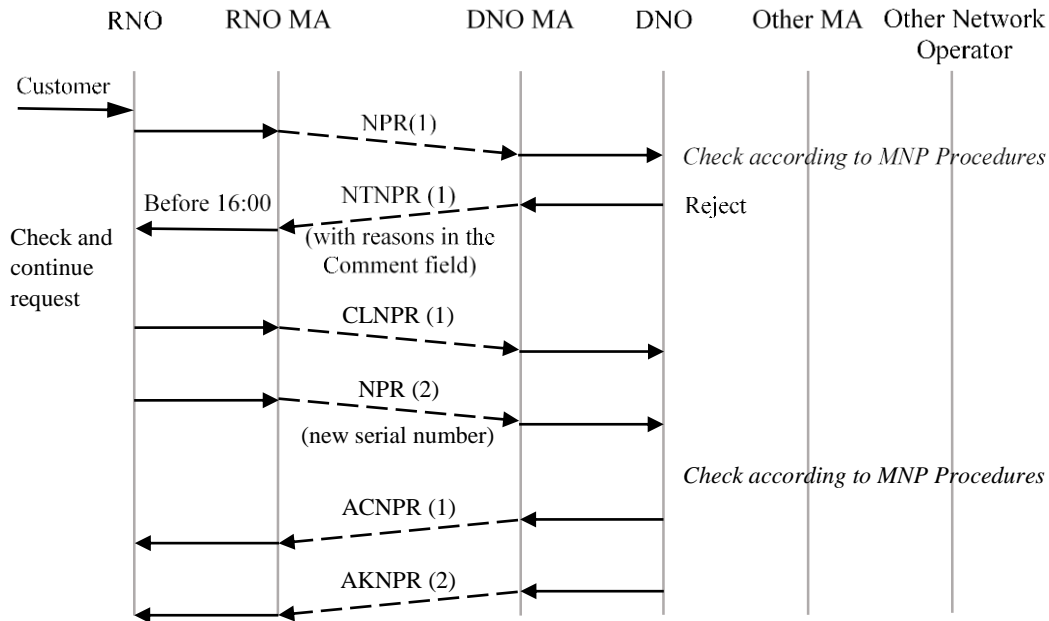 RNO RNO MA DNO MA DNO Other MA Other Network
Operator
Customer
NPR(1)
Check according to MNP Procedures
Before 16:00 NTNPR (1) Reject
(with reasons in the
Comment field)
Check and
continue
request
CLNPR (1)
NPR (2)
(new serial number)
Check according to MNP Procedures
ACNPR (1)
AKNPR (2)